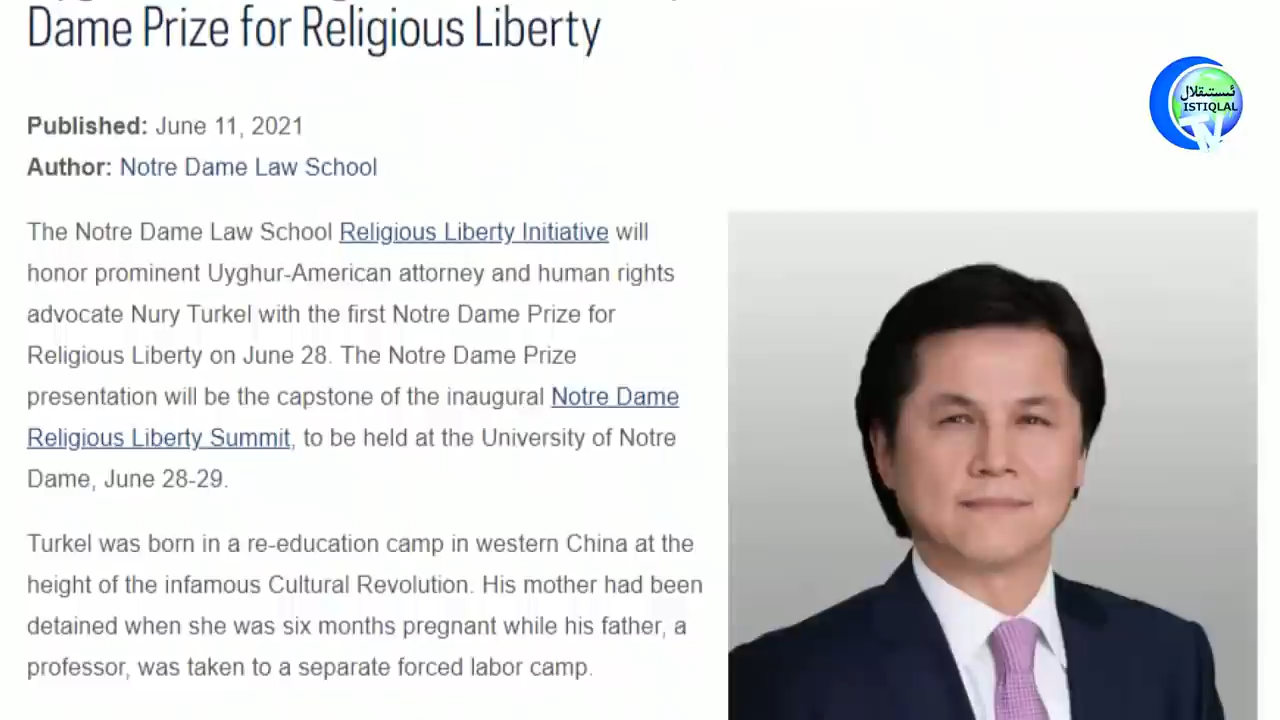 Dame Prize for Religious Liberty
ئىستىقلال
ISTIQLAL
TV
Published: June 11, 2021
Author: Notre Dame Law School
The Notre Dame Law School Religious Liberty Initiative will
honor prominent Uyghur-American attorney and human rights
advocate Nury Turkel with the first Notre Dame Prize for
Religious Liberty on June 28. The Notre Dame Prize
presentation will be the capstone of the inaugural Notre Dame
Religious Liberty Summit, to be held at the University of Notre
Dame, June 28-29.
Turkel was born in a re-education camp in western China at the
height of the infamous Cultural Revolution. His mother had been
detained when she was six months pregnant while his father, a
professor, was taken to a separate forced labor camp.